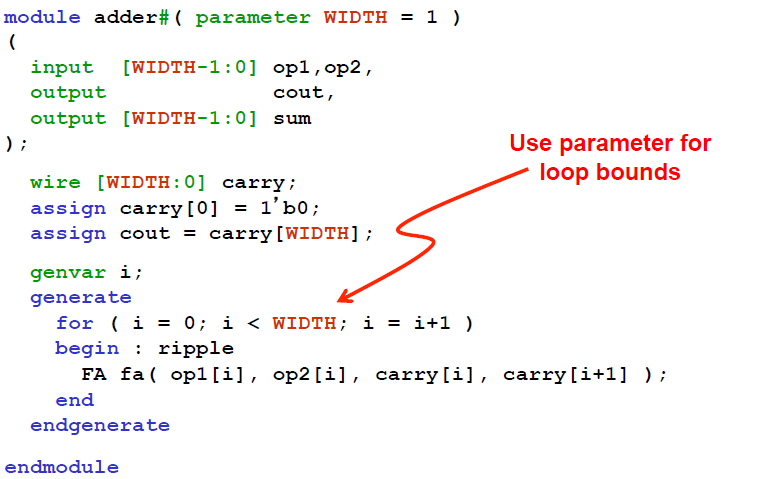 module adder#( parameter WIDTH = 1 )
(
  input  [WIDTH-1:0] op1,op2,
  output             cout,
  output [WIDTH-1:0] sum
);
Use parameter for
loop bounds
  wire [WIDTH:0] carry;
  assign carry[0] = 1’b0;
  assign cout = carry[WIDTH];
  genvar i;
  generate
    for ( i = 0; i < WIDTH; i = i+1 )
    begin : ripple
      FA fa( op1[i], op2[i], carry[i], carry[i+1] );
    end
  endgenerate
endmodule